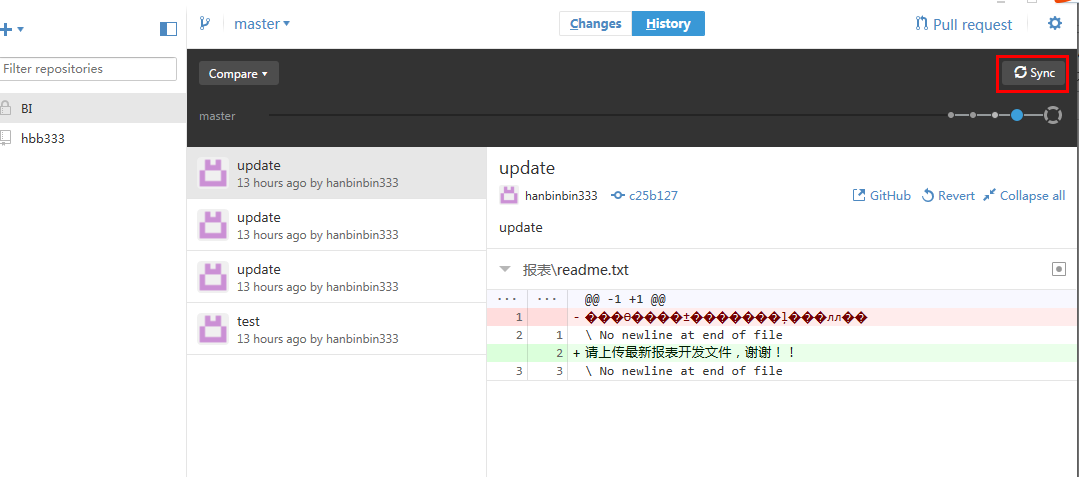 master
Changes
History
Pull request
Filter repositories
Compare
Sync
BI
master
hbb333
update
13 hours ago by hanbinbin333
update
13 hours ago by hanbinbin333
update
13 hours ago by hanbinbin333
test
13 hours ago by hanbinbin333
update
hanbinbin333
c25b127
GitHub
Revert
Collapse all
update
报表\readme.txt
... ... @@ -1 +1 @@
1 - ���ϴ����±�������ļ���лл��
2 1 \ No newline at end of file
2 + 请上传最新报表开发文件，谢谢！！
3 3 \ No newline at end of file